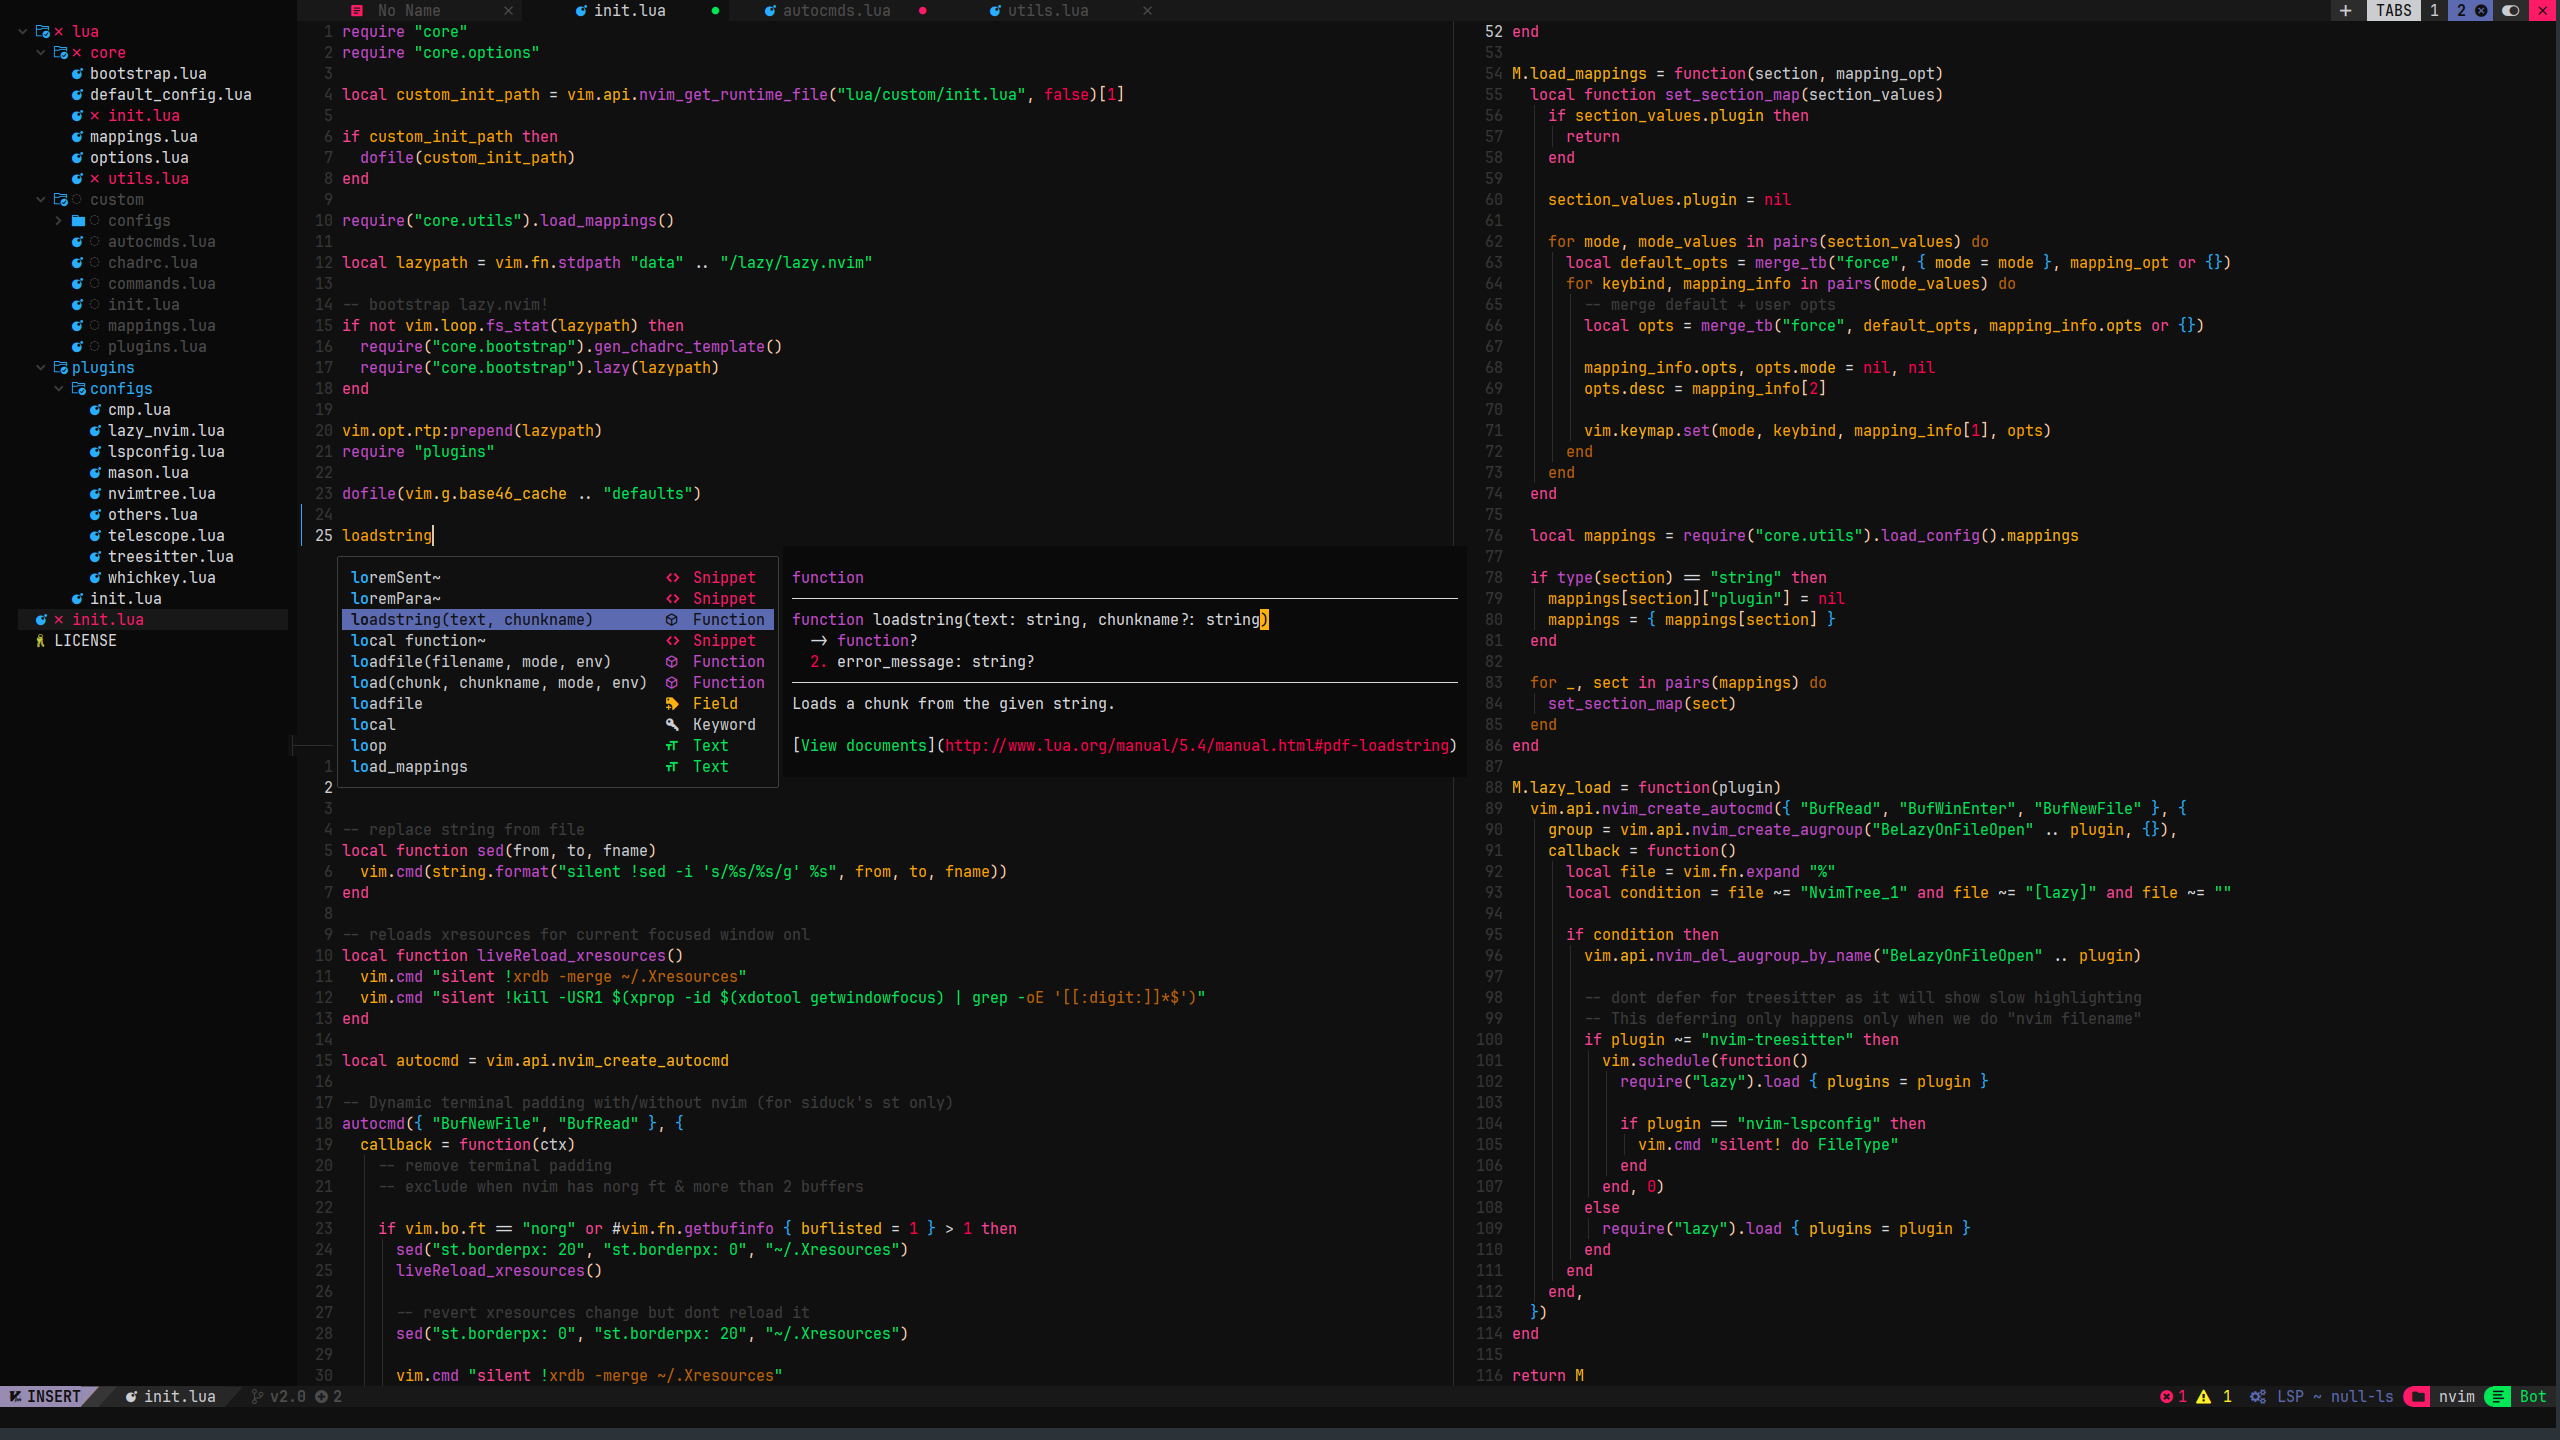 No Name
init.lua
autocmds.lua
utils.lua
TABS 1 2
lua
core
bootstrap.lua
default_config.lua
init.lua
mappings.lua
options.lua
utils.lua
custom
configs
autocmds.lua
chadrc.lua
commands.lua
init.lua
mappings.lua
plugins.lua
plugins
configs
cmp.lua
lazy_nvim.lua
lspconfig.lua
mason.lua
nvimtree.lua
others.lua
telescope.lua
treesitter.lua
whichkey.lua
init.lua
init.lua
LICENSE
1 require "core"
2 require "core.options"
3
4 local custom_init_path = vim.api.nvim_get_runtime_file("lua/custom/init.lua", false)[1]
5
6 if custom_init_path then
7   dofile(custom_init_path)
8 end
9
10 require("core.utils").load_mappings()
11
12 local lazypath = vim.fn.stdpath "data" .. "/lazy/lazy.nvim"
13
14 -- bootstrap lazy.nvim!
15 if not vim.loop.fs_stat(lazypath) then
16   require("core.bootstrap").gen_chadrc_template()
17   require("core.bootstrap").lazy(lazypath)
18 end
19
20 vim.opt.rtp:prepend(lazypath)
21 require "plugins"
22
23 dofile(vim.g.base46_cache .. "defaults")
24
25 loadstring
loremSent~ Snippet
loremPara~ Snippet
loadstring(text, chunkname) Function
local function~ Snippet
loadfile(filename, mode, env) Function
load(chunk, chunkname, mode, env) Function
loadfile Field
local Keyword
loop Text
load_mappings Text
function
function loadstring(text: string, chunkname?: string)
-> function?
2. error_message: string?
Loads a chunk from the given string.
[View documents](http://www.lua.org/manual/5.4/manual.html#pdf-loadstring)
1
2
3
4 -- replace string from file
5 local function sed(from, to, fname)
6   vim.cmd(string.format("silent !sed -i 's/%s/%s/g' %s", from, to, fname))
7 end
8
9 -- reloads xresources for current focused window onl
10 local function liveReload_xresources()
11   vim.cmd "silent !xrdb -merge ~/.Xresources"
12   vim.cmd "silent !kill -USR1 $(xprop -id $(xdotool getwindowfocus) | grep -oE '[[:digit:]]*$')"
13 end
14
15 local autocmd = vim.api.nvim_create_autocmd
16
17 -- Dynamic terminal padding with/without nvim (for siduck's st only)
18 autocmd({ "BufNewFile", "BufRead" }, {
19   callback = function(ctx)
20     -- remove terminal padding
21     -- exclude when nvim has norg ft & more than 2 buffers
22
23     if vim.bo.ft == "norg" or #vim.fn.getbufinfo { buflisted = 1 } > 1 then
24       sed("st.borderpx: 20", "st.borderpx: 0", "~/.Xresources")
25       liveReload_xresources()
26
27       -- revert xresources change but dont reload it
28       sed("st.borderpx: 0", "st.borderpx: 20", "~/.Xresources")
29
30       vim.cmd "silent !xrdb -merge ~/.Xresources"
52 end
53
54 M.load_mappings = function(section, mapping_opt)
55   local function set_section_map(section_values)
56     if section_values.plugin then
57       return
58     end
59
60     section_values.plugin = nil
61
62     for mode, mode_values in pairs(section_values) do
63       local default_opts = merge_tb("force", { mode = mode }, mapping_opt or {})
64       for keybind, mapping_info in pairs(mode_values) do
65         -- merge default + user opts
66         local opts = merge_tb("force", default_opts, mapping_info.opts or {})
67
68         mapping_info.opts, opts.mode = nil, nil
69         opts.desc = mapping_info[2]
70
71         vim.keymap.set(mode, keybind, mapping_info[1], opts)
72       end
73     end
74   end
75
76   local mappings = require("core.utils").load_config().mappings
77
78   if type(section) == "string" then
79     mappings[section]["plugin"] = nil
80     mappings = { mappings[section] }
81   end
82
83   for _, sect in pairs(mappings) do
84     set_section_map(sect)
85   end
86 end
87
88 M.lazy_load = function(plugin)
89   vim.api.nvim_create_autocmd({ "BufRead", "BufWinEnter", "BufNewFile" }, {
90     group = vim.api.nvim_create_augroup("BeLazyOnFileOpen" .. plugin, {}),
91     callback = function()
92       local file = vim.fn.expand "%"
93       local condition = file ~= "NvimTree_1" and file ~= "[lazy]" and file ~= ""
94
95       if condition then
96         vim.api.nvim_del_augroup_by_name("BeLazyOnFileOpen" .. plugin)
97
98         -- dont defer for treesitter as it will show slow highlighting
99         -- This deferring only happens only when we do "nvim filename"
100         if plugin ~= "nvim-treesitter" then
101           vim.schedule(function()
102             require("lazy").load { plugins = plugin }
103
104             if plugin == "nvim-lspconfig" then
105               vim.cmd "silent! do FileType"
106             end
107           end, 0)
108         else
109           require("lazy").load { plugins = plugin }
110         end
111       end
112     end,
113   })
114 end
115
116 return M
INSERT init.lua v2.0 2
1 1 LSP ~ null-ls nvim Bot